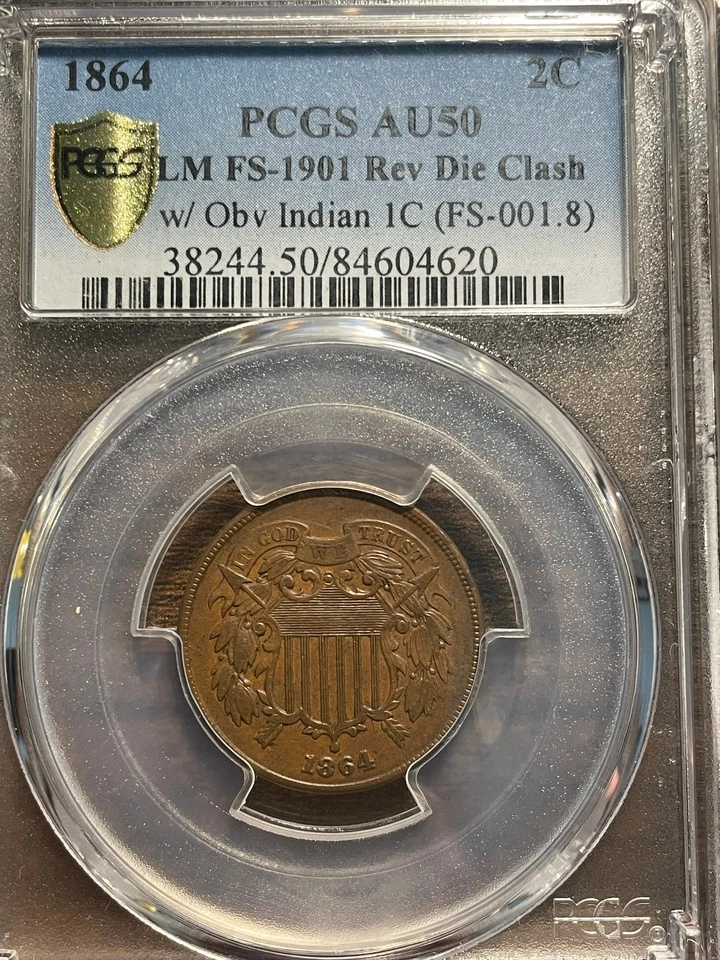 1864 2C
PCGS AU50
PCGS LM FS-1901 Rev Die Clash
w/ Obv Indian 1C (FS-001.8)
38244.50/84604620
IN GOD WE TRUST
1864
PCGS